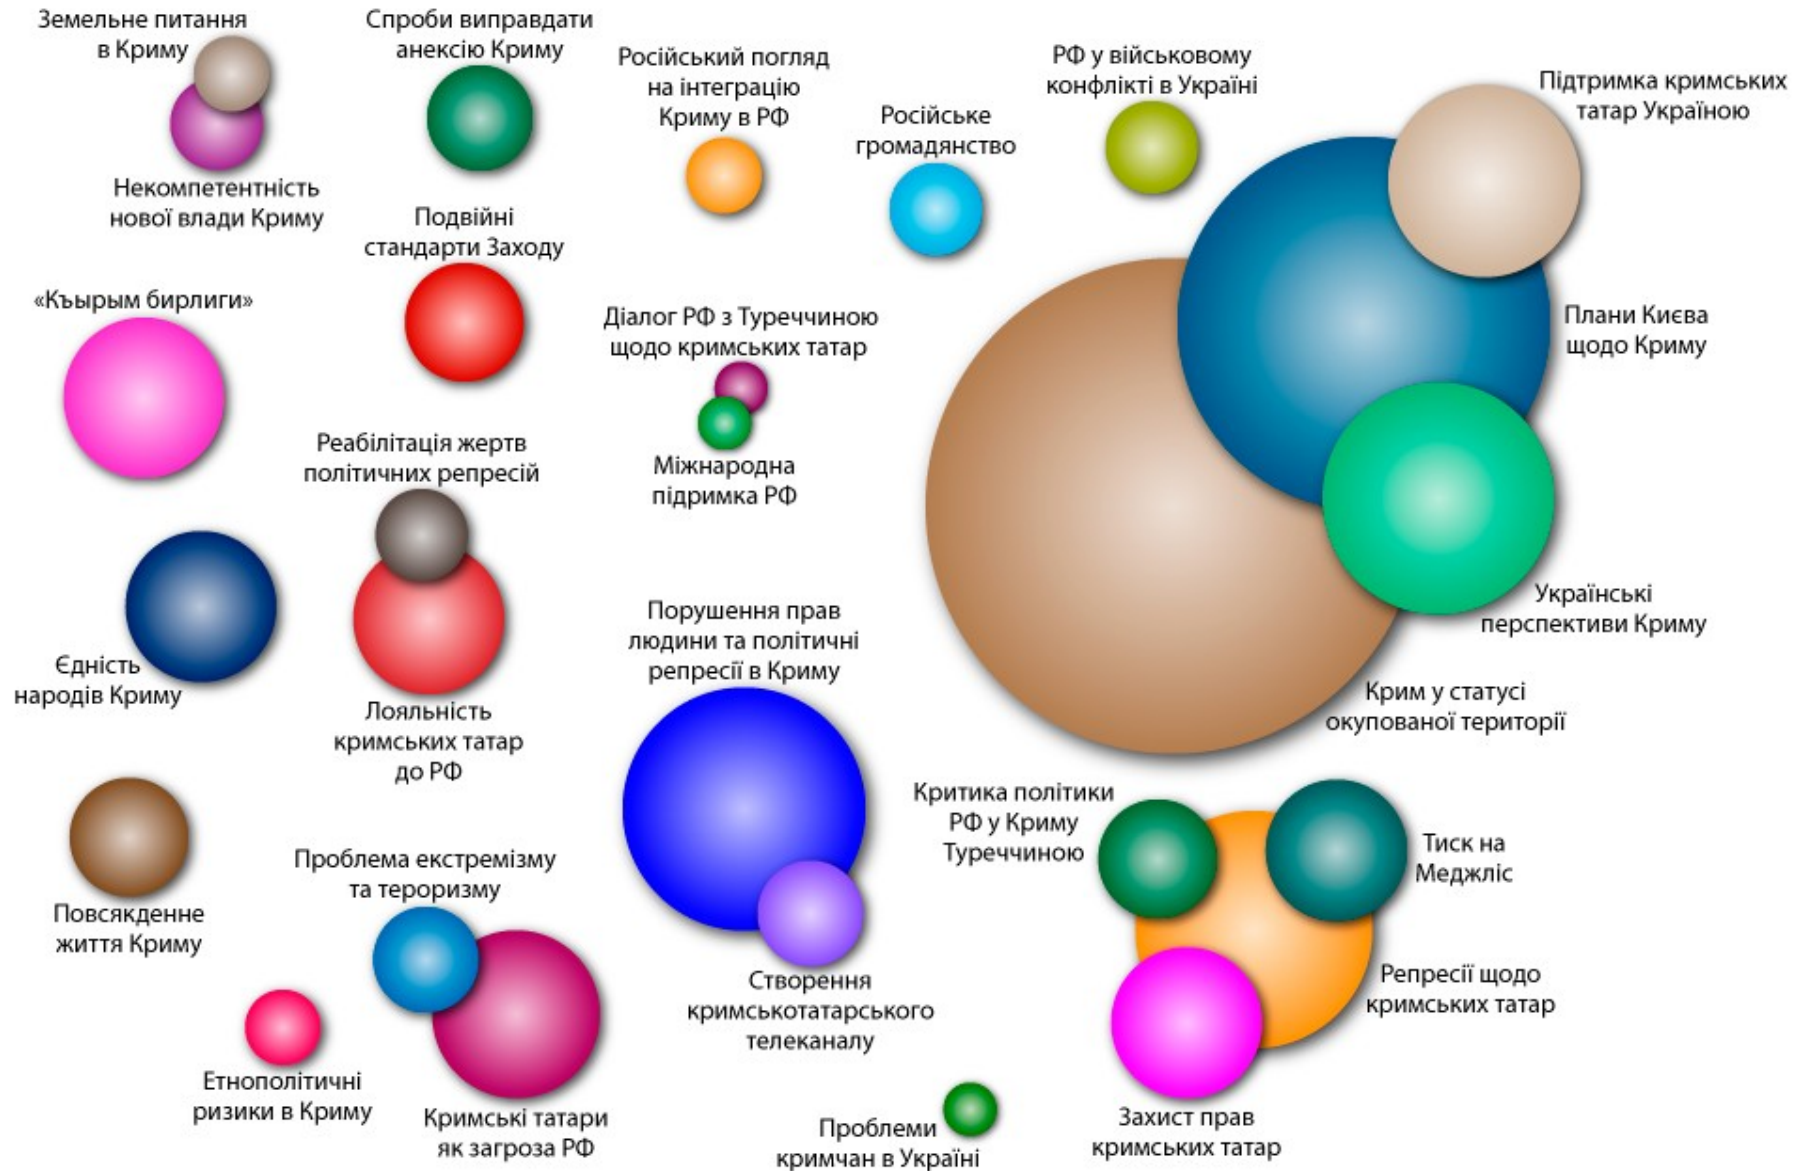 Земельне питання
в Криму
Некомпетентність
нової влади Криму
Спроби виправдати
анексію Криму
Подвійні
стандарти Заходу
Російський погляд
на інтеграцію
Криму в РФ
Російське
громадянство
РФ у військовому
конфлікті в Україні
Підтримка кримських
татар Україною
«Къырым бирлиги»
Діалог РФ з Туреччиною
щодо кримських татар
Міжнародна
підримка РФ
Плани Києва
щодо Криму
Реабілітація жертв
політичних репресій
Лояльність
кримських татар
до РФ
Єдність
народів Криму
Порушення прав
людини та політичні
репресії в Криму
Українські
перспективи Криму
Крим у статусі
окупованої території
Повсякденне
життя Криму
Проблема екстремізму
та тероризму
Кримські татари
як загроза РФ
Етнополітичні
ризики в Криму
Створення
кримськотатарського
телеканалу
Критика політики
РФ у Криму
Туреччиною
Тиск на
Меджліс
Репресії щодо
кримських татар
Захист прав
кримських татар
Проблеми
кримчан в Україні